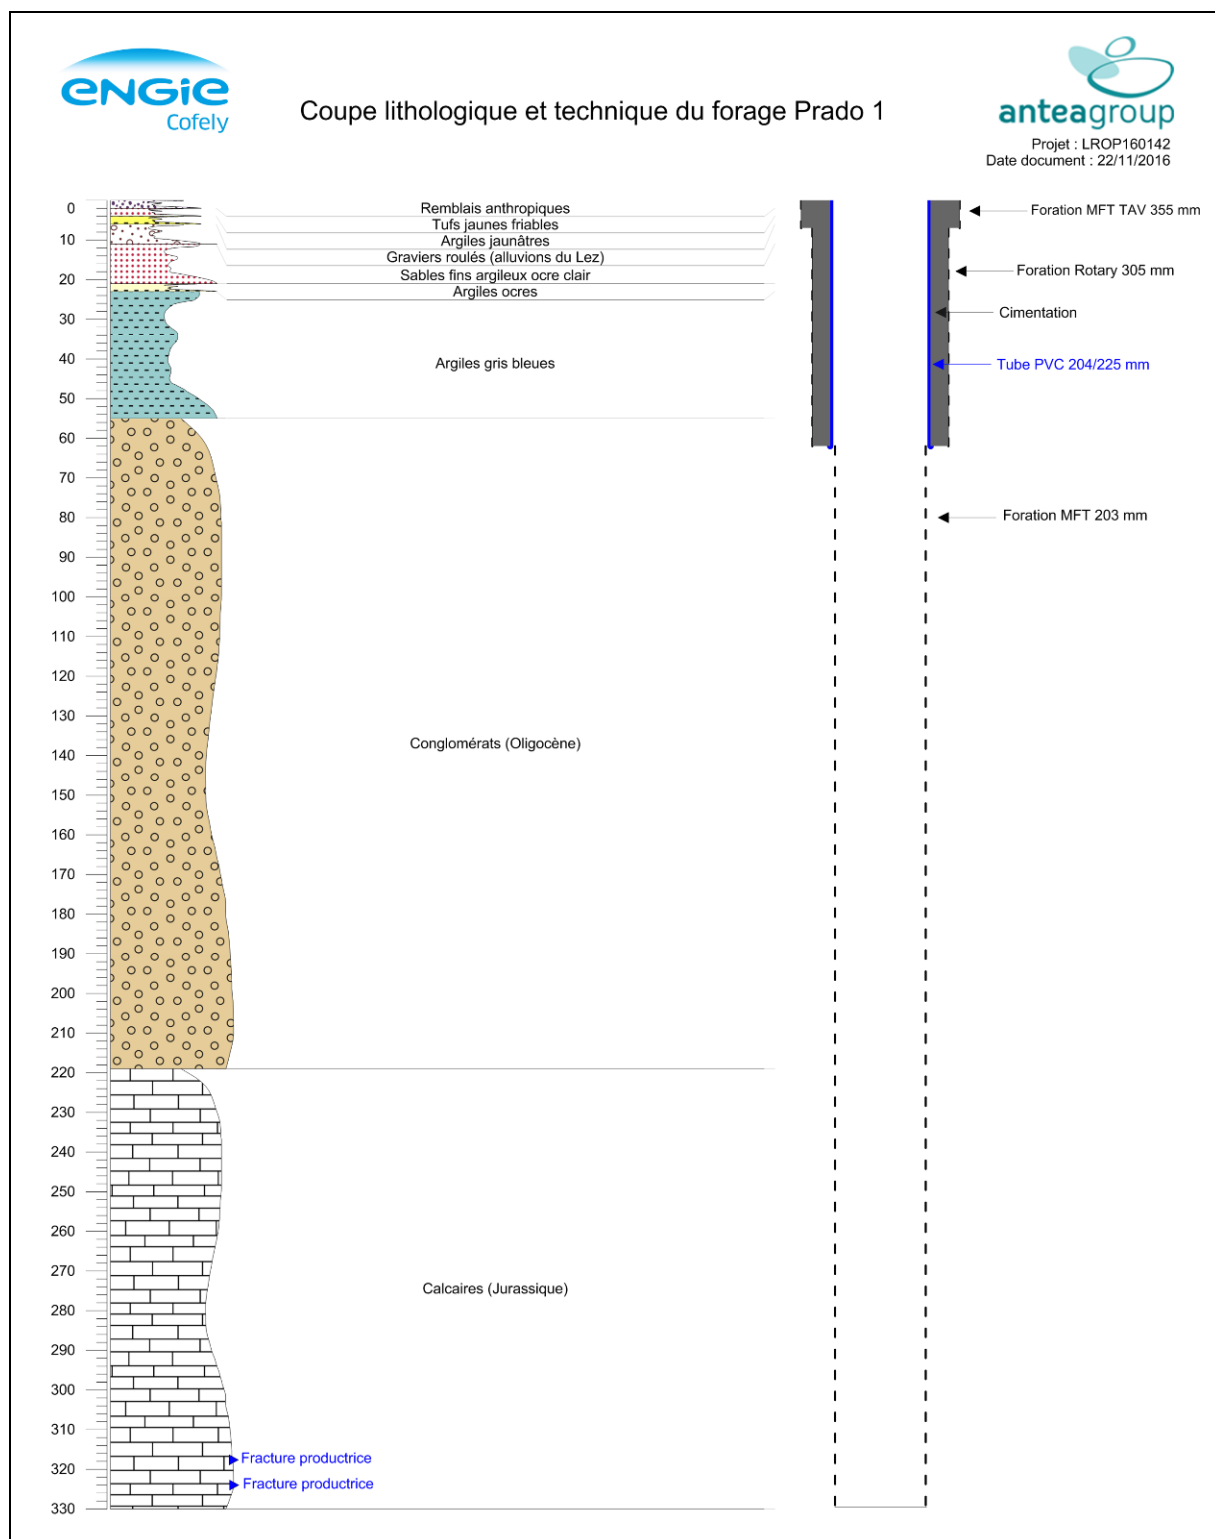 ENGIE
Cofely
Coupe lithologique et technique du forage Prado 1
anteagroup
Projet : LROP160142
Date document : 22/11/2016
0
10
20
30
40
50
60
70
80
90
100
110
120
130
140
150
160
170
180
190
200
210
220
230
240
250
260
270
280
290
300
310
320
330
Remblais anthropiques
Tufs jaunes friables
Argiles jaunâtres
Graviers roulés (alluvions du Lez)
Sables fins argileux ocre clair
Argiles ocres
Argiles gris bleues
Conglomérats (Oligocène)
Calcaires (Jurassique)
Fracture productrice
Fracture productrice
Foration MFT TAV 355 mm
Foration Rotary 305 mm
Cimentation
Tube PVC 204/225 mm
Foration MFT 203 mm